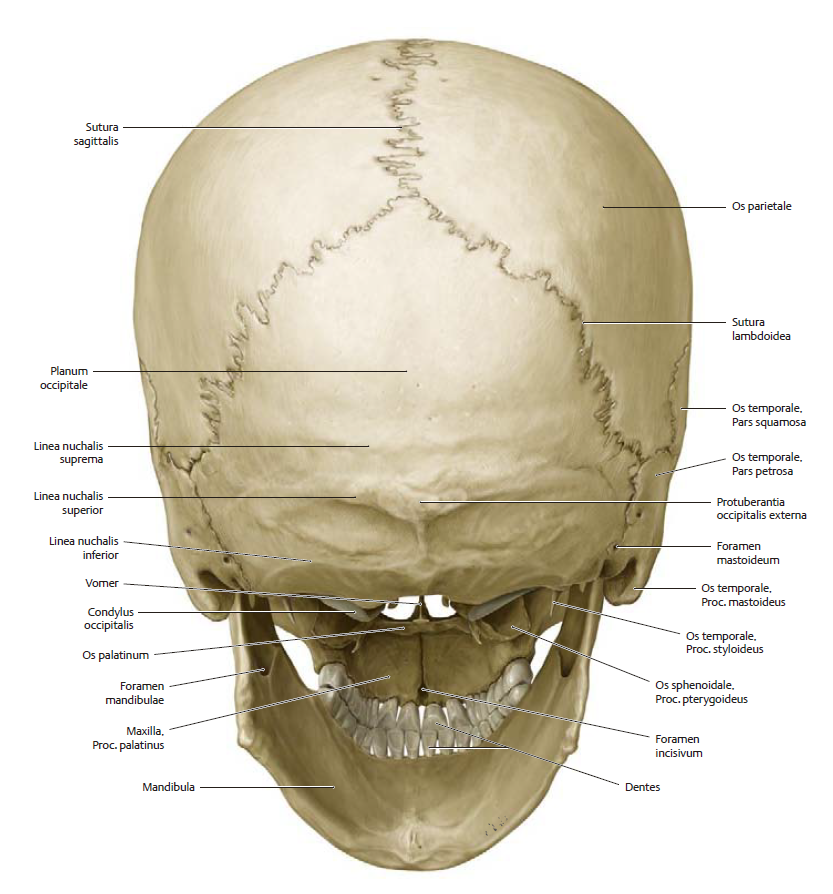 Sutura
sagittalis
Planum
occipitale
Linea nuchalis
suprema
Linea nuchalis
superior
Linea nuchalis
inferior
Vomer
Condylus
occipitalis
Os palatinum
Foramen
mandibulae
Maxilla,
Proc. palatinus
Mandibula
Os parietale
Sutura
lambdoidea
Os temporale,
Pars squamosa
Os temporale,
Pars petrosa
Protuberantia
occipitalis externa
Foramen
mastoideum
Os temporale,
Proc. mastoideus
Os temporale,
Proc. styloideus
Os sphenoidale,
Proc. pterygoideus
Foramen
incisivum
Dentes